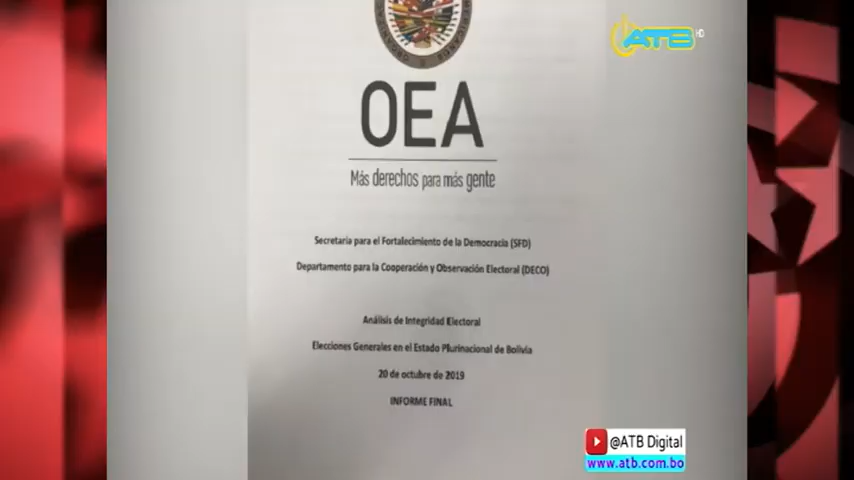 ATB HD
OEA
Más derechos para más gente
Secretaría para el Fortalecimiento de la Democracia (SFD)
Departamento para la Cooperación y Observación Electoral (DECO)
Análisis de Integridad Electoral
Elecciones Generales en el Estado Plurinacional de Bolivia
20 de octubre de 2019
INFORME FINAL
@ATB Digital
www.atb.com.bo